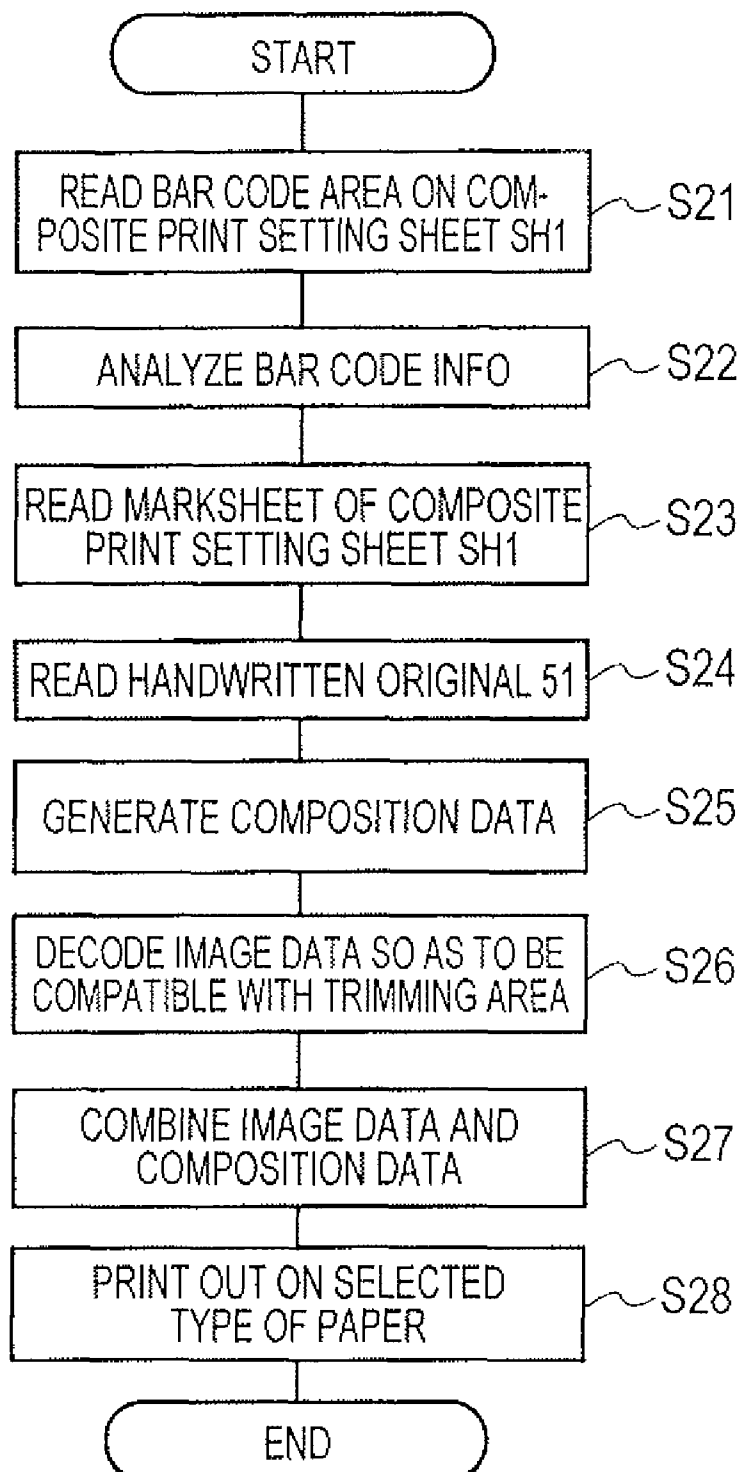 START
READ BAR CODE AREA ON COM-
POSITE PRINT SETTING SHEET SH1
S21
ANALYZE BAR CODE INFO
S22
READ MARKSHEET OF COMPOSITE
PRINT SETTING SHEET SH1
S23
READ HANDWRITTEN ORIGINAL 51
S24
GENERATE COMPOSITION DATA
S25
DECODE IMAGE DATA SO AS TO BE
COMPATIBLE WITH TRIMMING AREA
S26
COMBINE IMAGE DATA AND
COMPOSITION DATA
S27
PRINT OUT ON SELECTED
TYPE OF PAPER
S28
END